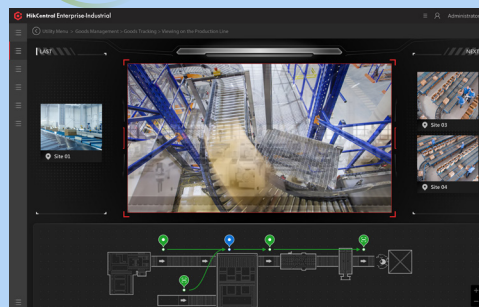 HikCentral Enterprise-Industrial
Administrator
Utility Menu > Goods Management > Goods Tracking > Viewing on the Production Line
LAST
NEXT
Site 01
Site 03
Site 04